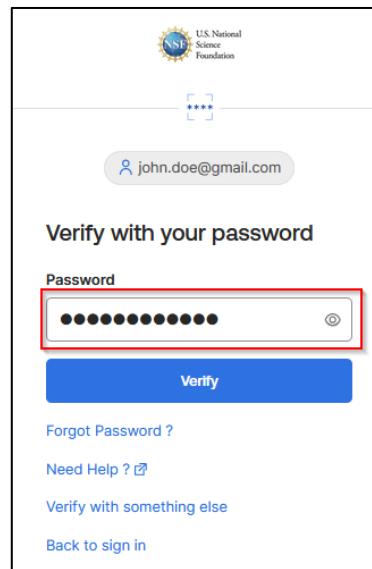 NSF
U.S. National
Science
Foundation
****
john.doe@gmail.com
Verify with your password
Password
●●●●●●●●●●●●
Verify
Forgot Password ?
Need Help ?
Verify with something else
Back to sign in